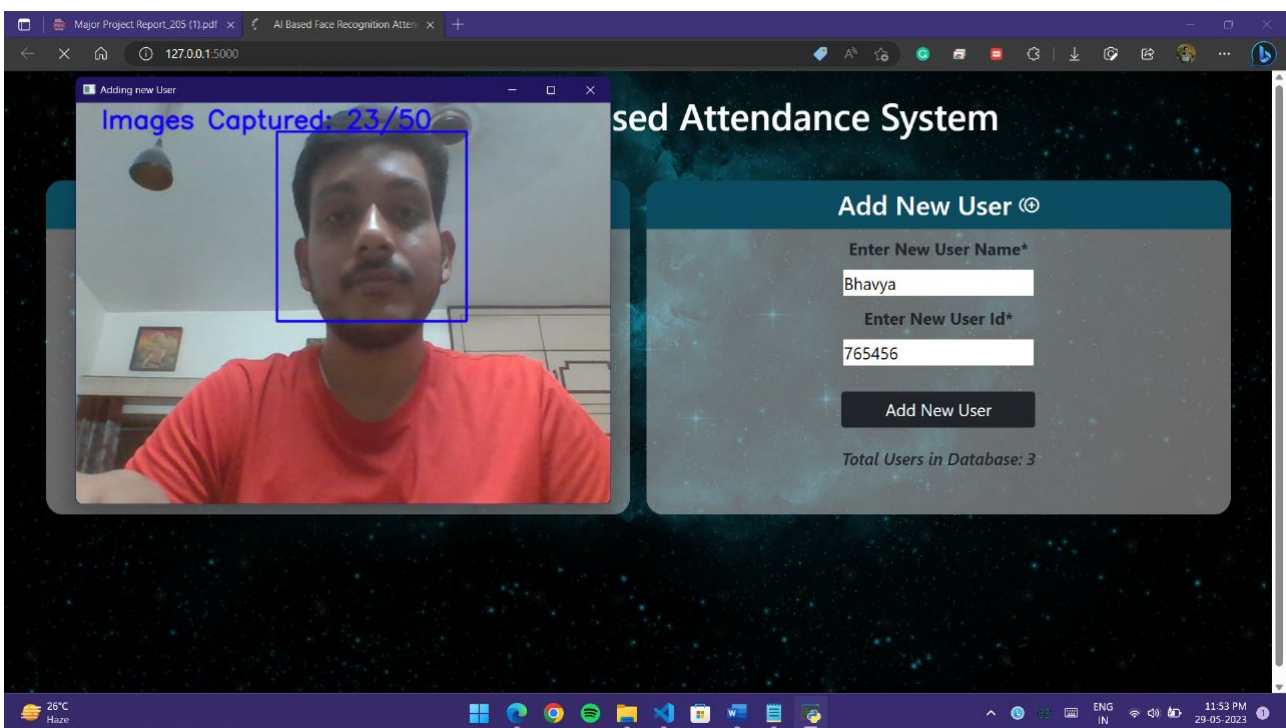 Major Project Report_205 (1).pdf
AI Based Face Recognition Atten
127.0.0.1:5000
Adding new User
Images Captured: 23/50
sed Attendance System
Add New User
Enter New User Name*
Bhavya
Enter New User Id*
765456
Add New User
Total Users in Database: 3
26°C
Haze
ENG
IN
11:53 PM
29-05-2023
1